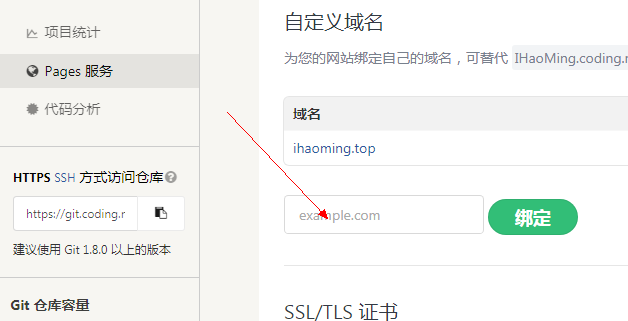 项目统计
Pages 服务
代码分析
HTTPS SSH 方式访问仓库
https://git.coding.r
建议使用 Git 1.8.0 以上的版本
Git 仓库容量
自定义域名
为您的网站绑定自己的域名，可替代 IHaoMing.coding.
域名
ihaoming.top
example.com
绑定
SSL/TLS 证书